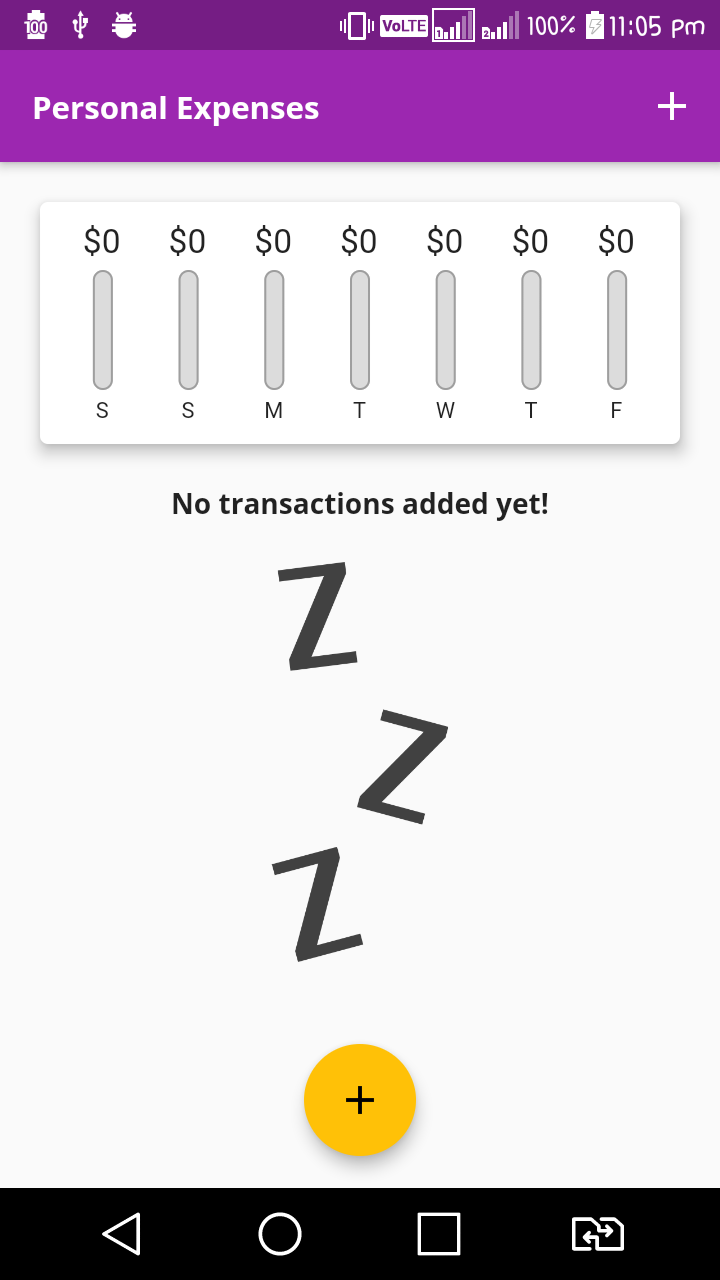 100 VoLTE 1 2 100% 11:05 Pm
Personal Expenses +
$0 $0 $0 $0 $0 $0 $0
S S M T W T F
No transactions added yet!
Z
Z
Z
+